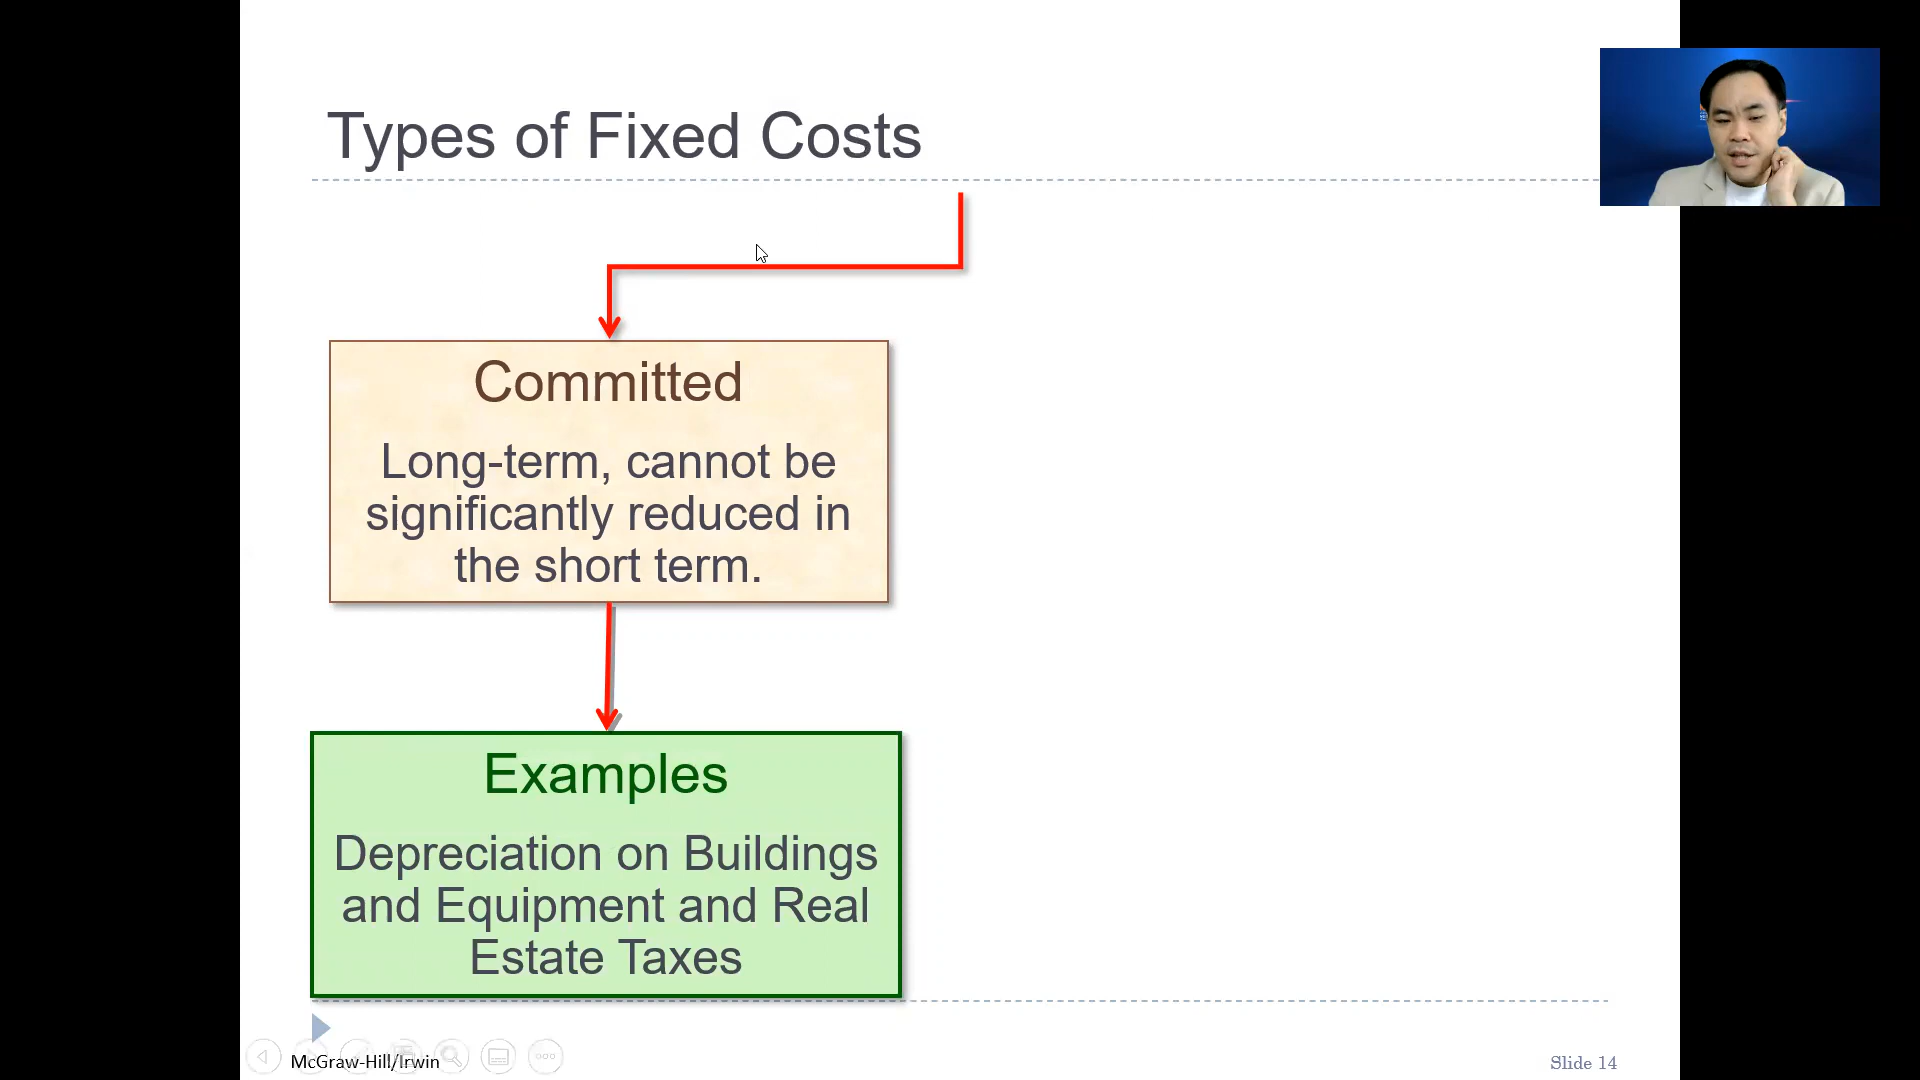 Types of Fixed Costs
Committed
Long-term, cannot be
significantly reduced in
the short term.
Examples
Depreciation on Buildings
and Equipment and Real
Estate Taxes
McGraw-Hill/Irwin
Slide 14